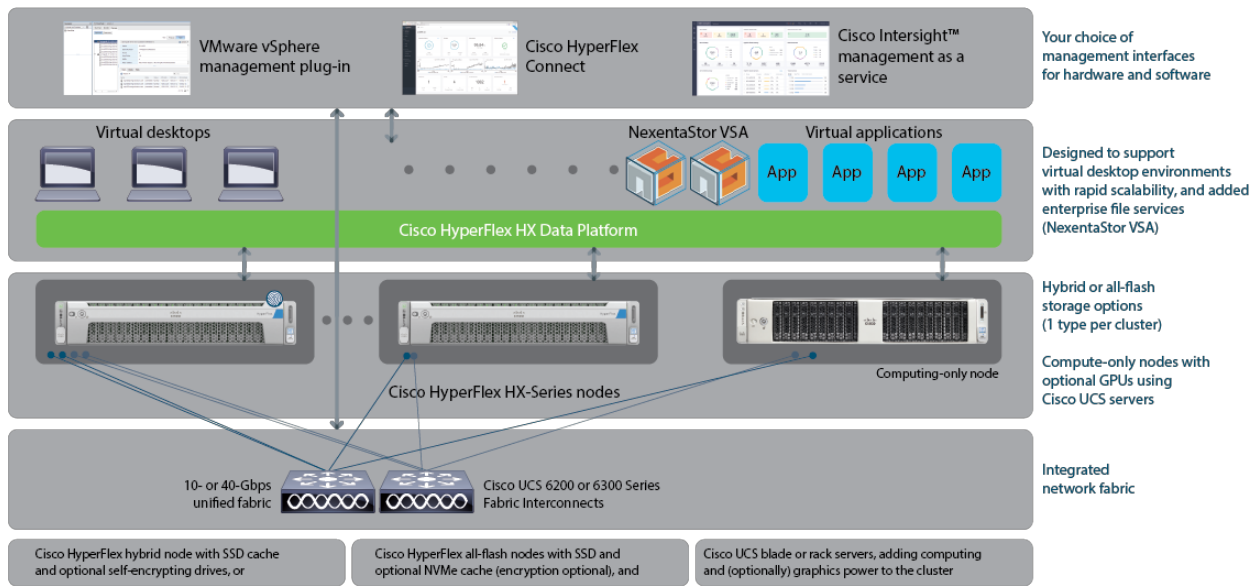 VMware vSphere
management plug-in
Cisco HyperFlex
Connect
Cisco Intersight™
management as a
service
Your choice of
management interfaces
for hardware and software
Virtual desktops
NexentaStor VSA
Virtual applications
App
App
App
App
Cisco HyperFlex HX Data Platform
Designed to support
virtual desktop environments
with rapid scalability, and added
enterprise file services
(NexentaStor VSA)
Hybrid or all-flash
storage options
(1 type per cluster)
Computing-only node
Cisco HyperFlex HX-Series nodes
Compute-only nodes with
optional GPUs using
Cisco UCS servers
10- or 40-Gbps
unified fabric
Cisco UCS 6200 or 6300 Series
Fabric Interconnects
Integrated
network fabric
Cisco HyperFlex hybrid node with SSD cache
and optional self-encrypting drives, or
Cisco HyperFlex all-flash nodes with SSD and
optional NVMe cache (encryption optional), and
Cisco UCS blade or rack servers, adding computing
and (optionally) graphics power to the cluster